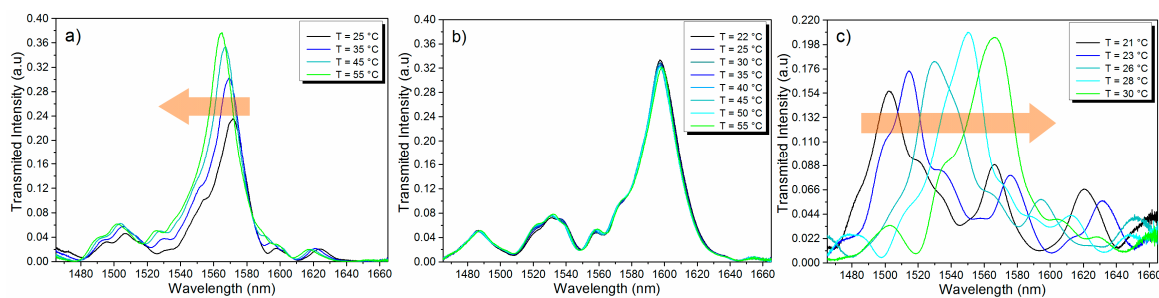 a)
T = 25 °C
T = 35 °C
T = 45 °C
T = 55 °C
Transmited Intensity (a.u)
0.40
0.36
0.32
0.28
0.24
0.20
0.16
0.12
0.08
0.04
0.00
1480 1500 1520 1540 1560 1580 1600 1620 1640
Wavelength (nm)
b)
T = 22 °C
T = 25 °C
T = 30 °C
T = 35 °C
T = 40 °C
T = 45 °C
T = 50 °C
T = 55 °C
Transmited Intensity (a.u)
0.40
0.36
0.32
0.28
0.24
0.20
0.16
0.12
0.08
0.04
0.00
1480 1500 1520 1540 1560 1580 1600 1620 1640 1660
Wavelength (nm)
c)
T = 21 °C
T = 23 °C
T = 26 °C
T = 28 °C
T = 30 °C
Transmited Intensity (a.u)
0.220
0.198
0.176
0.154
0.132
0.110
0.088
0.066
0.044
0.022
0.000
1480 1500 1520 1540 1560 1580 1600 1620 1640 1660
Wavelength (nm)